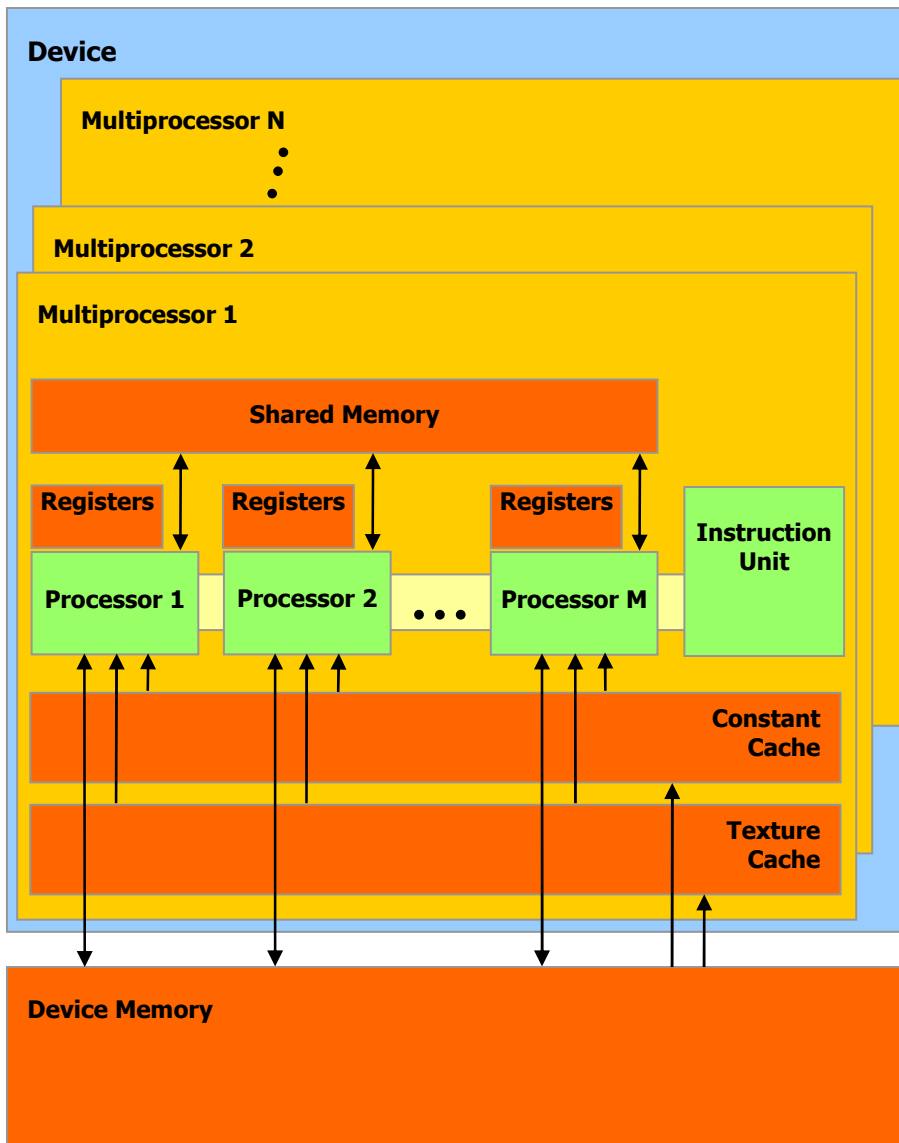 Device
Multiprocessor N
Multiprocessor 2
Multiprocessor 1
Shared Memory
Registers
Registers
Registers
Instruction
Unit
Processor 1
Processor 2
Processor M
Constant
Cache
Texture
Cache
Device Memory